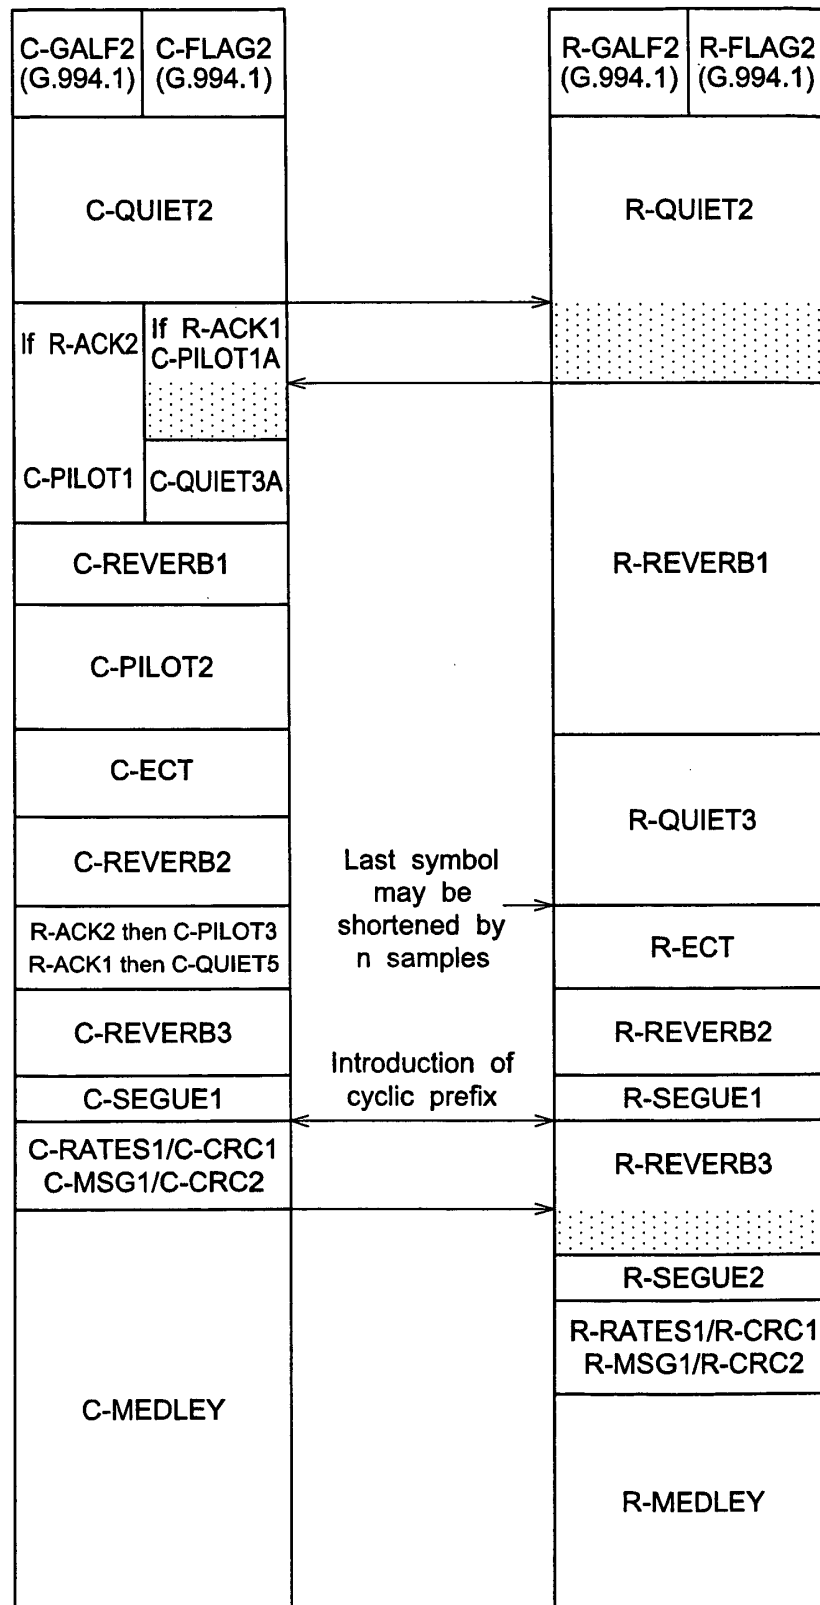 C-GALF2
(G.994.1)
C-FLAG2
(G.994.1)
C-QUIET2
If R-ACK2
If R-ACK1
C-PILOT1A
C-PILOT1
C-QUIET3A
C-REVERB1
C-PILOT2
C-ECT
C-REVERB2
R-ACK2 then C-PILOT3
R-ACK1 then C-QUIET5
C-REVERB3
C-SEGUE1
C-RATES1/C-CRC1
C-MSG1/C-CRC2
C-MEDLEY
Last symbol
may be
shortened by
n samples
Introduction of
cyclic prefix
R-GALF2
(G.994.1)
R-FLAG2
(G.994.1)
R-QUIET2
R-REVERB1
R-QUIET3
R-ECT
R-REVERB2
R-SEGUE1
R-REVERB3
R-SEGUE2
R-RATES1/R-CRC1
R-MSG1/R-CRC2
R-MEDLEY